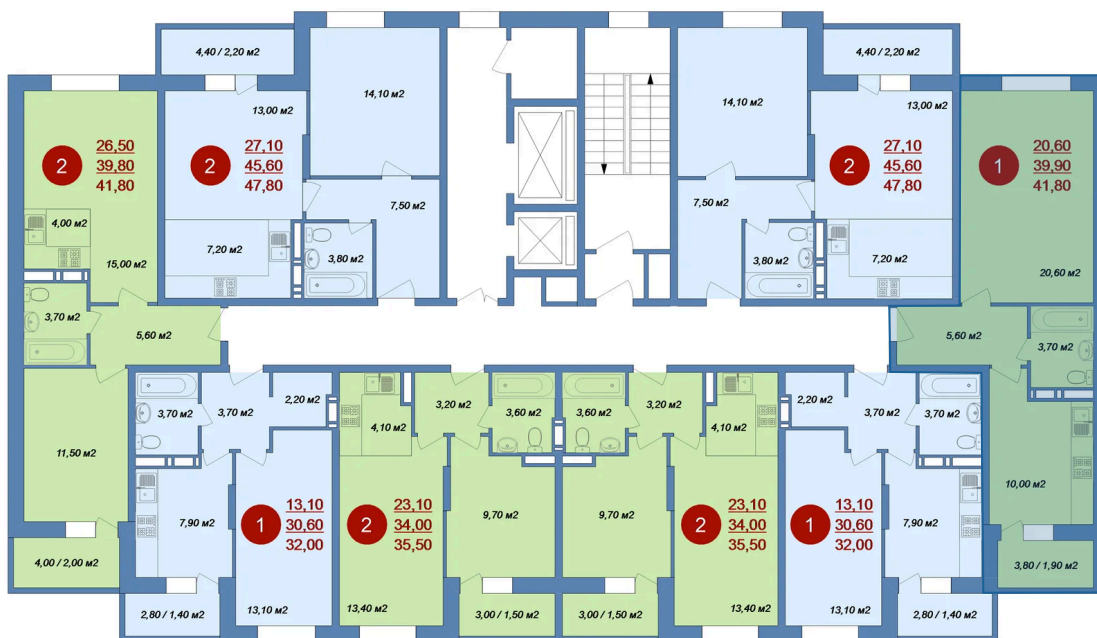 4,40 / 2,20 м2
14,10 м2
13,00 м2
2
27,10
45,60
47,80
7,20 м2
7,50 м2
3,80 м2
2
26,50
39,80
41,80
4,00 м2
15,00 м2
3,70 м2
5,60 м2
11,50 м2
4,00 / 2,00 м2
14,10 м2
4,40 / 2,20 м2
13,00 м2
2
27,10
45,60
47,80
7,50 м2
3,80 м2
7,20 м2
1
20,60
39,90
41,80
20,60 м2
5,60 м2
3,70 м2
10,00 м2
3,80 / 1,90 м2
3,70 м2
3,70 м2
2,20 м2
7,90 м2
1
13,10
30,60
32,00
2,80 / 1,40 м2
13,10 м2
4,10 м2
3,20 м2
3,60 м2
2
23,10
34,00
35,50
9,70 м2
13,40 м2
3,00 / 1,50 м2
3,60 м2
3,20 м2
4,10 м2
9,70 м2
2
23,10
34,00
35,50
3,00 / 1,50 м2
13,40 м2
2,20 м2
3,70 м2
3,70 м2
1
13,10
30,60
32,00
7,90 м2
13,10 м2
2,80 / 1,40 м2